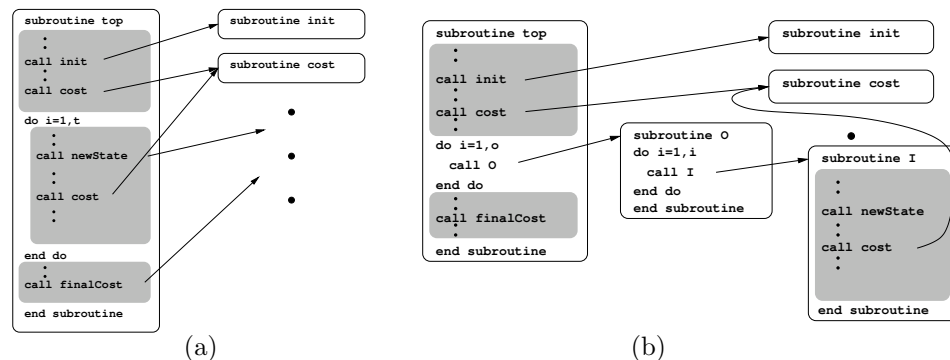 subroutine top
call init
call cost
do i=1,t
call newState
call cost
end do
call finalCost
end subroutine
subroutine init
subroutine cost
(a)
subroutine top
call init
call cost
do i=1,o
call O
end do
call finalCost
end subroutine
subroutine O
do i=1,i
call I
end do
end subroutine
subroutine init
subroutine cost
subroutine I
call newState
call cost
end subroutine
(b)